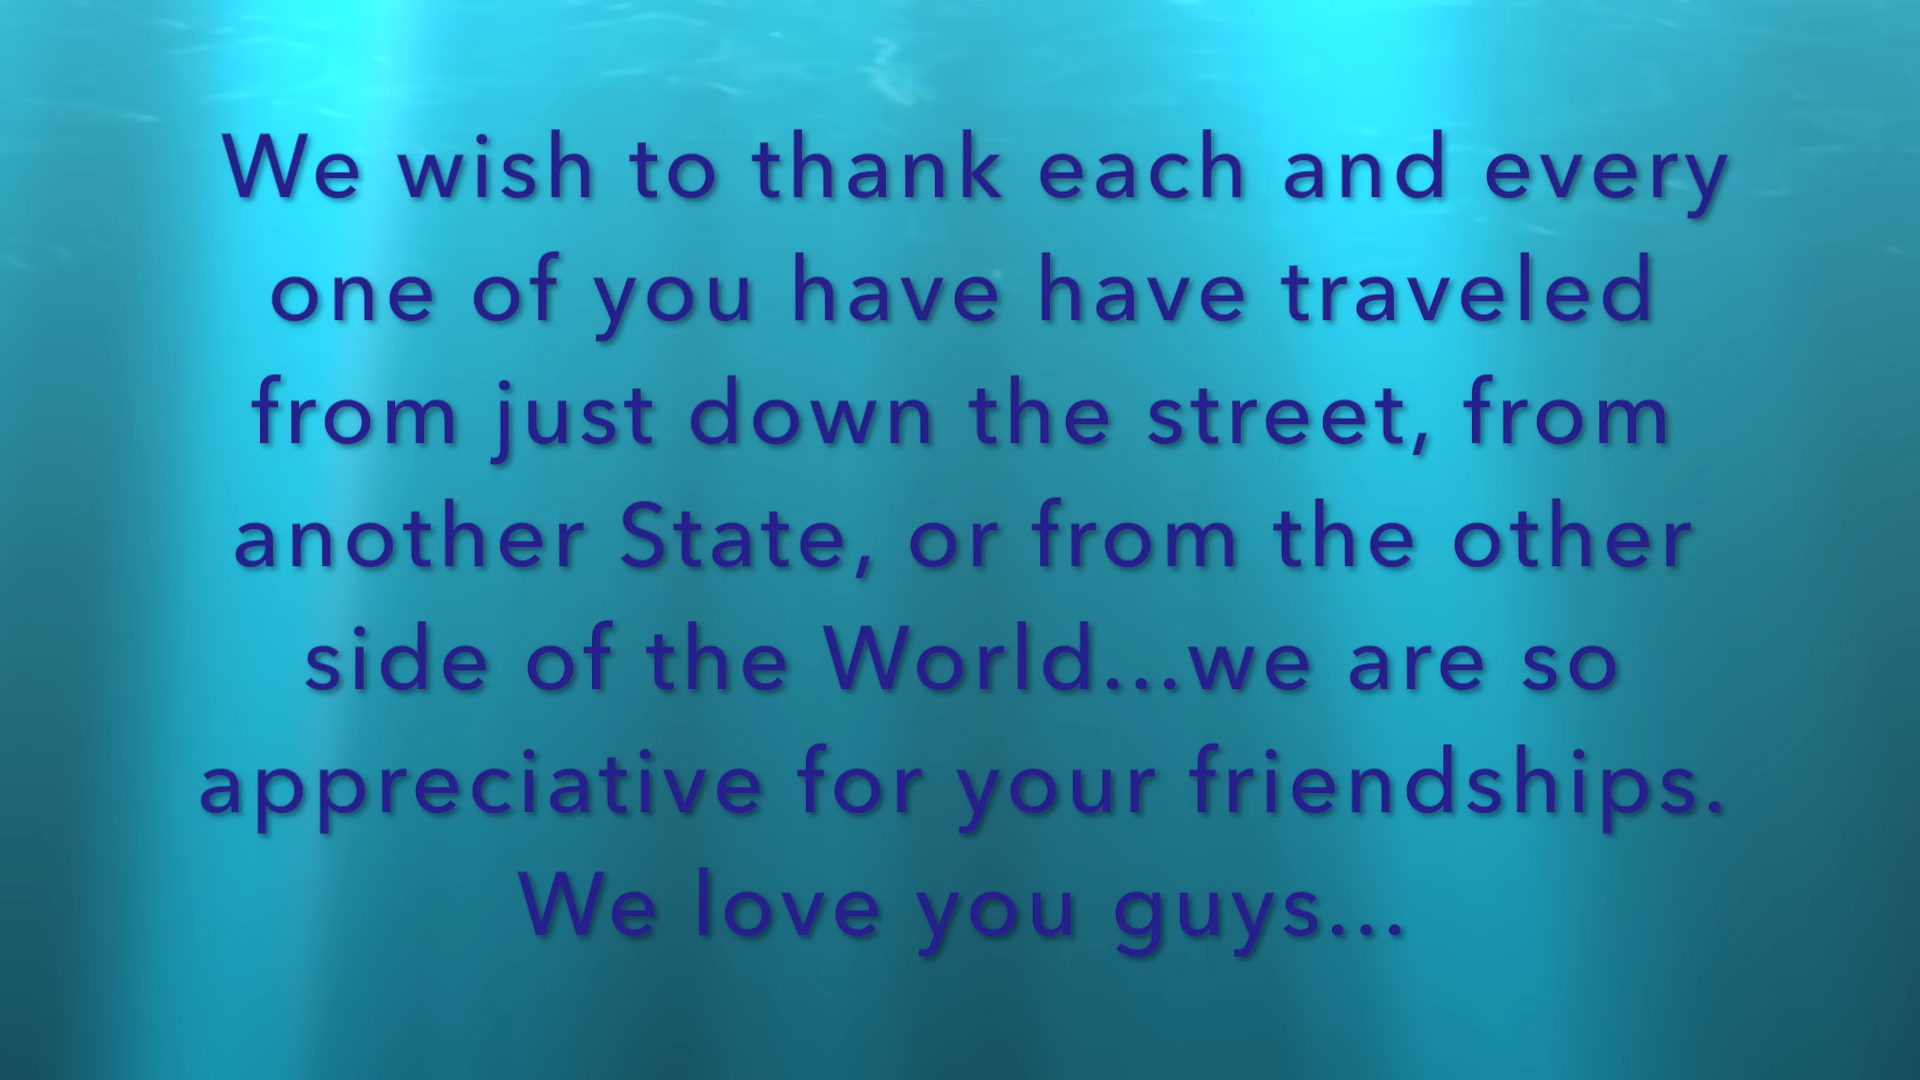 We wish to thank each and every
one of you have have traveled
from just down the street, from
another State, or from the other
side of the World...we are so
appreciative for your friendships.
We love you guys...